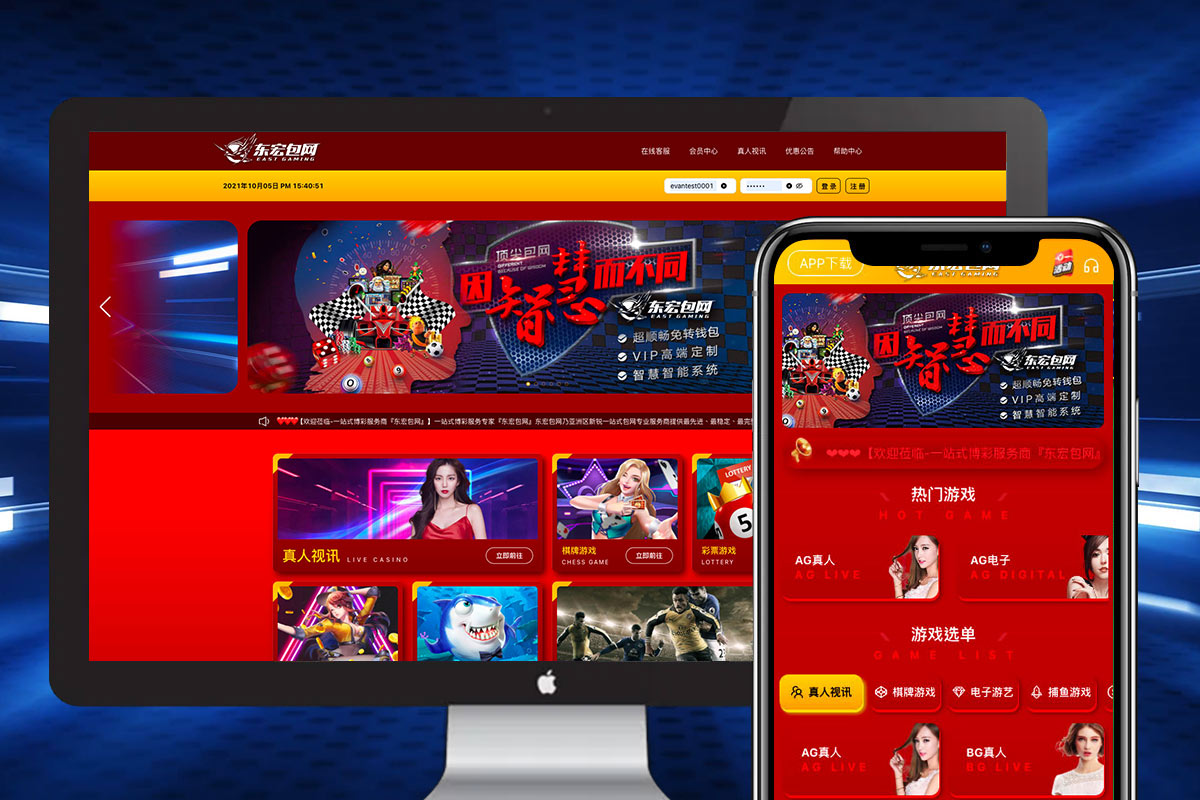 东宏包网
EAST GAMING
在线客服 会员中心 真人视讯 优惠公告 帮助中心
2021年10月05日 PM 15:40:51
evantest0001
登录
注册
顶尖包网
DIFFERENT
BECAUSE OF WISDOM
因智慧而不同
东宏包网
EAST GAMING
超顺畅免转钱包
VIP高端定制
智慧智能系统
【欢迎莅临-一站式博彩服务商『东宏包网』】一站式博彩服务专家『东宏包网』东宏包网乃亚洲区新锐一站式包网专业服务商提供最先进、最稳定、最完
真人视讯 LIVE CASINO
立即前往
棋牌游戏
CHESS GAME
立即前往
LOTTERY
5
彩票游戏
LOTTERY
APP下载
东宏包网
EAST GAMING
活动
顶尖包网
DIFFERENT
BECAUSE OF WISDOM
因智慧而不同
东宏包网
EAST GAMING
超顺畅免转钱包
VIP高端定制
智慧智能系统
【欢迎莅临-一站式博彩服务商『东宏包网』
热门游戏
HOT GAME
AG真人
AG LIVE
AG电子
AG DIGITAL
游戏选单
GAME LIST
真人视讯 棋牌游戏 电子游艺 捕鱼游戏
AG真人
AG LIVE
BG真人
BG LIVE